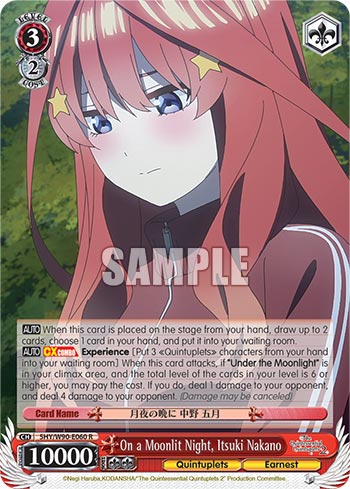 LEVEL
3
2
COST
SAMPLE
AUTO When this card is placed on the stage from your hand, draw up to 2
cards, choose 1 card in your hand, and put it into your waiting room.
AUTO CXCOMBO Experience [Put 3 «Quintuplets» characters from your hand
into your waiting room] When this card attacks, if "Under the Moonlight" is
in your climax area, and the total level of cards in your level is 6 or
higher, you may pay the cost. If you do, deal 1 damage to your opponent,
and deal 4 damage to your opponent. (Damage may be canceled)
Card Name 月夜の晩に 中野 五月
CH 5HY/W90-E060 R
10000
On a Moonlit Night, Itsuki Nakano
Quintuplets Earnest
©Negi Haruba,KODANSHA/"The Quintessential Quintuplets 2" Production Committee.